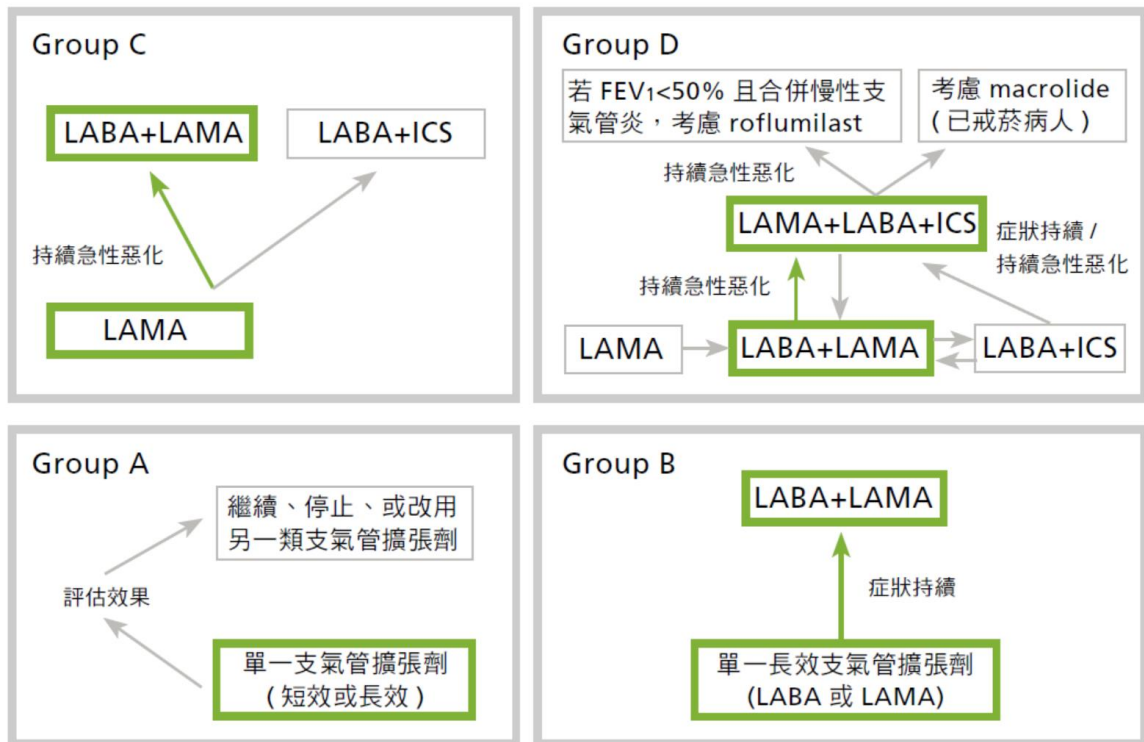 Group C
LABA+LAMA
LABA+ICS
持續急性惡化
LAMA
Group D
若 FEV₁<50% 且合併慢性支
氣管炎，考慮 roflumilast
考慮 macrolide
( 已戒菸病人 )
持續急性惡化
LAMA+LABA+ICS
症狀持續 /
持續急性惡化
持續急性惡化
LAMA
LABA+LAMA
LABA+ICS
Group A
繼續、停止、或改用
另一類支氣管擴張劑
評估效果
單一支氣管擴張劑
( 短效或長效 )
Group B
LABA+LAMA
症狀持續
單一長效支氣管擴張劑
(LABA 或 LAMA)